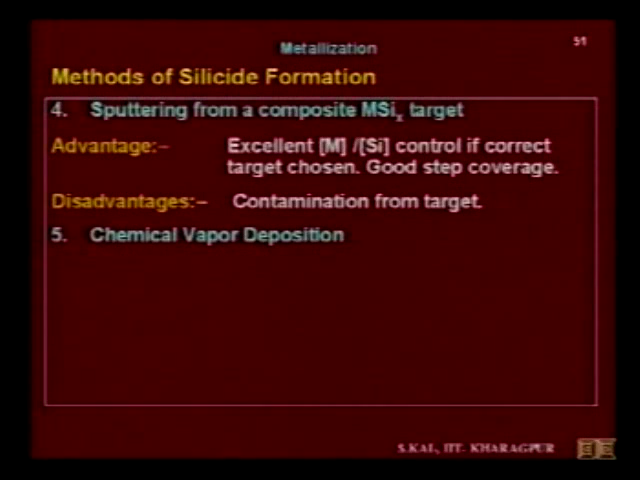 Metallization
51
Methods of Silicide Formation
4. Sputtering from a composite MSix target
Advantage:– Excellent [M] /[Si] control if correct
target chosen. Good step coverage.
Disadvantages:– Contamination from target.
5. Chemical Vapor Deposition
S.KAL, IIT- KHARAGPUR